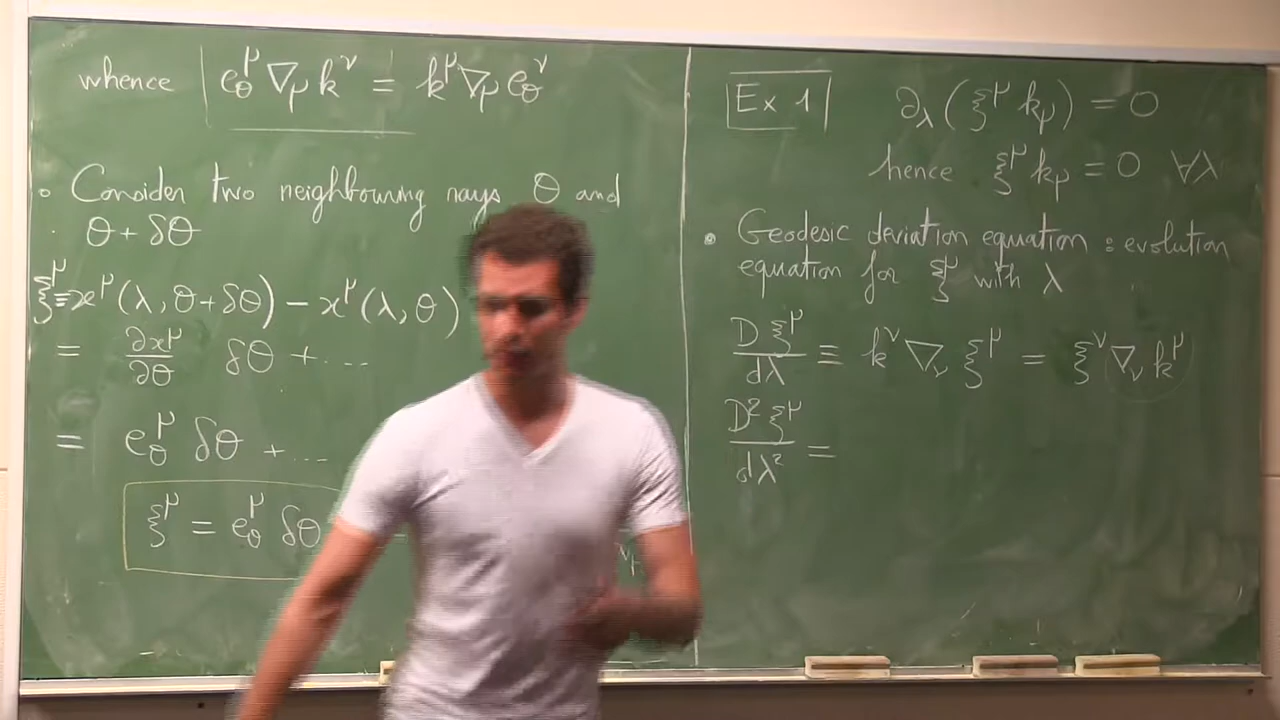 whence e_θ^μ ∇_μ k^ν = k^μ ∇_μ e_θ^ν
• Consider two neighbouring rays θ and
θ + δθ
ξ^μ ≡ x^μ(λ, θ+δθ) − x^μ(λ, θ)
= ∂x^μ/∂θ δθ + ...
= e_θ^μ δθ + ...
ξ^μ = e_θ^μ δθ
Ex 1 ∂_λ(ξ^μ k_μ) = 0
hence ξ^μ k_μ = 0 ∀λ
• Geodesic deviation equation : evolution
equation for ξ^μ with λ
Dξ^μ/dλ ≡ k^ν ∇_ν ξ^μ = ξ^ν ∇_ν k^μ
D²ξ^μ/dλ² =